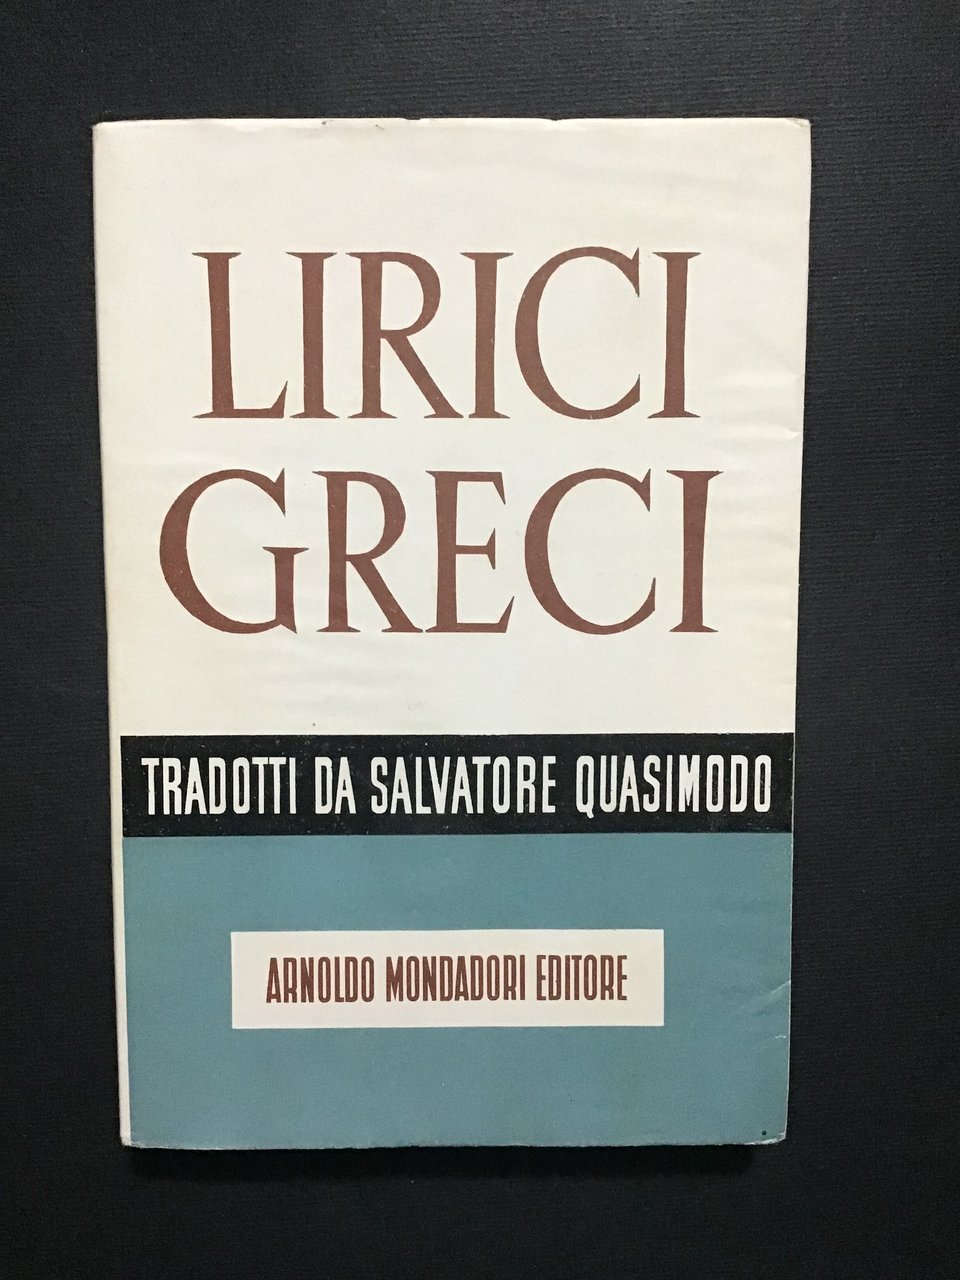 LIRICI
GRECI
TRADOTTI DA SALVATORE QUASIMODO
ARNOLDO MONDADORI EDITORE